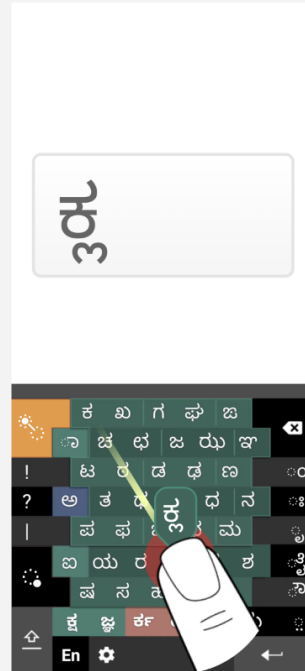 ಕ ಖ ಗ ಘ ಙ
ಾ ಚ ಛ ಜ ಝ ಞ
! ಟ ಠ ಡ ಢ ಣ ಂ
? ಅ ತ ಧ ನ ಃ
| ಪ ಫ ಮ ೃ
ಐ ಯ ರ ಶ ೈ
ಷ ಸ ಹ ೌ
ಕ್ಷ ಜ್ಞ ರ್ಕ
En